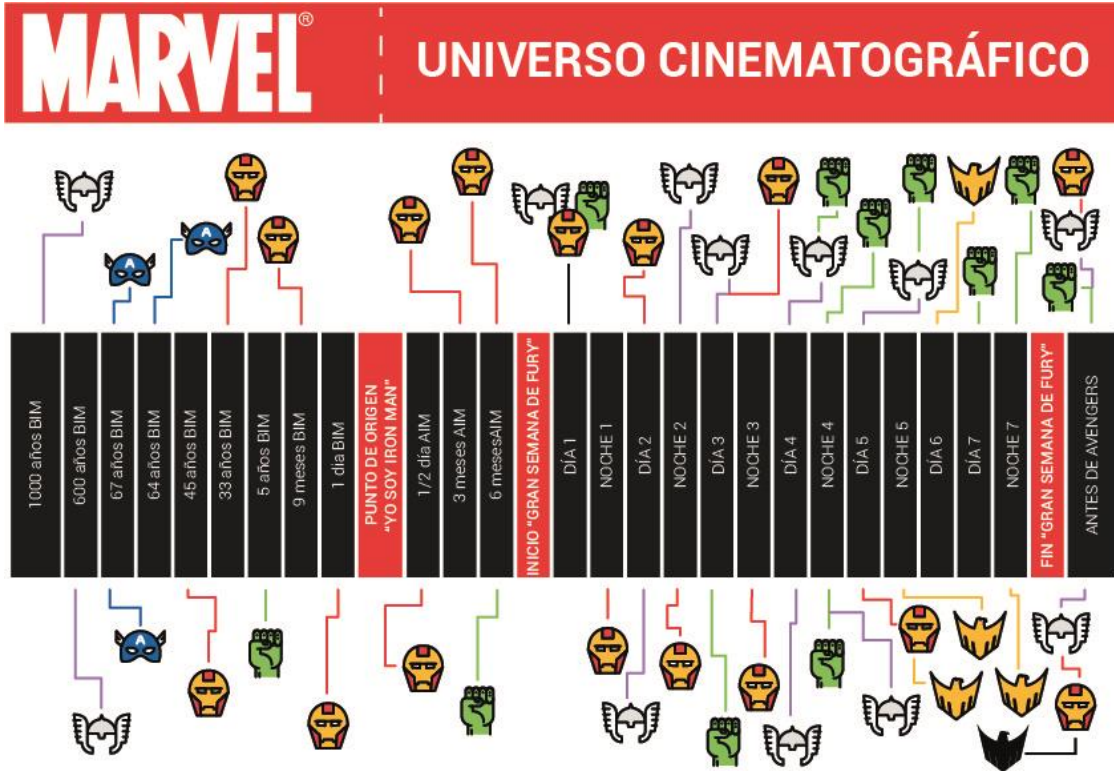 MARVEL®
UNIVERSO CINEMATOGRÁFICO
1000 años BIM
600 años BIM
67 años BIM
64 años BIM
45 años BIM
33 años BIM
5 años BIM
9 meses BIM
1 día BIM
PUNTO DE ORIGEN
"YO SOY IRON MAN"
1/2 día AIM
3 meses AIM
6 mesesAIM
INICIO "GRAN SEMANA DE FURY"
DÍA 1
NOCHE 1
DÍA 2
NOCHE 2
DÍA 3
NOCHE 3
DÍA 4
NOCHE 4
DÍA 5
NOCHE 5
DÍA 6
DÍA 7
NOCHE 7
FIN "GRAN SEMANA DE FURY"
ANTES DE AVENGERS